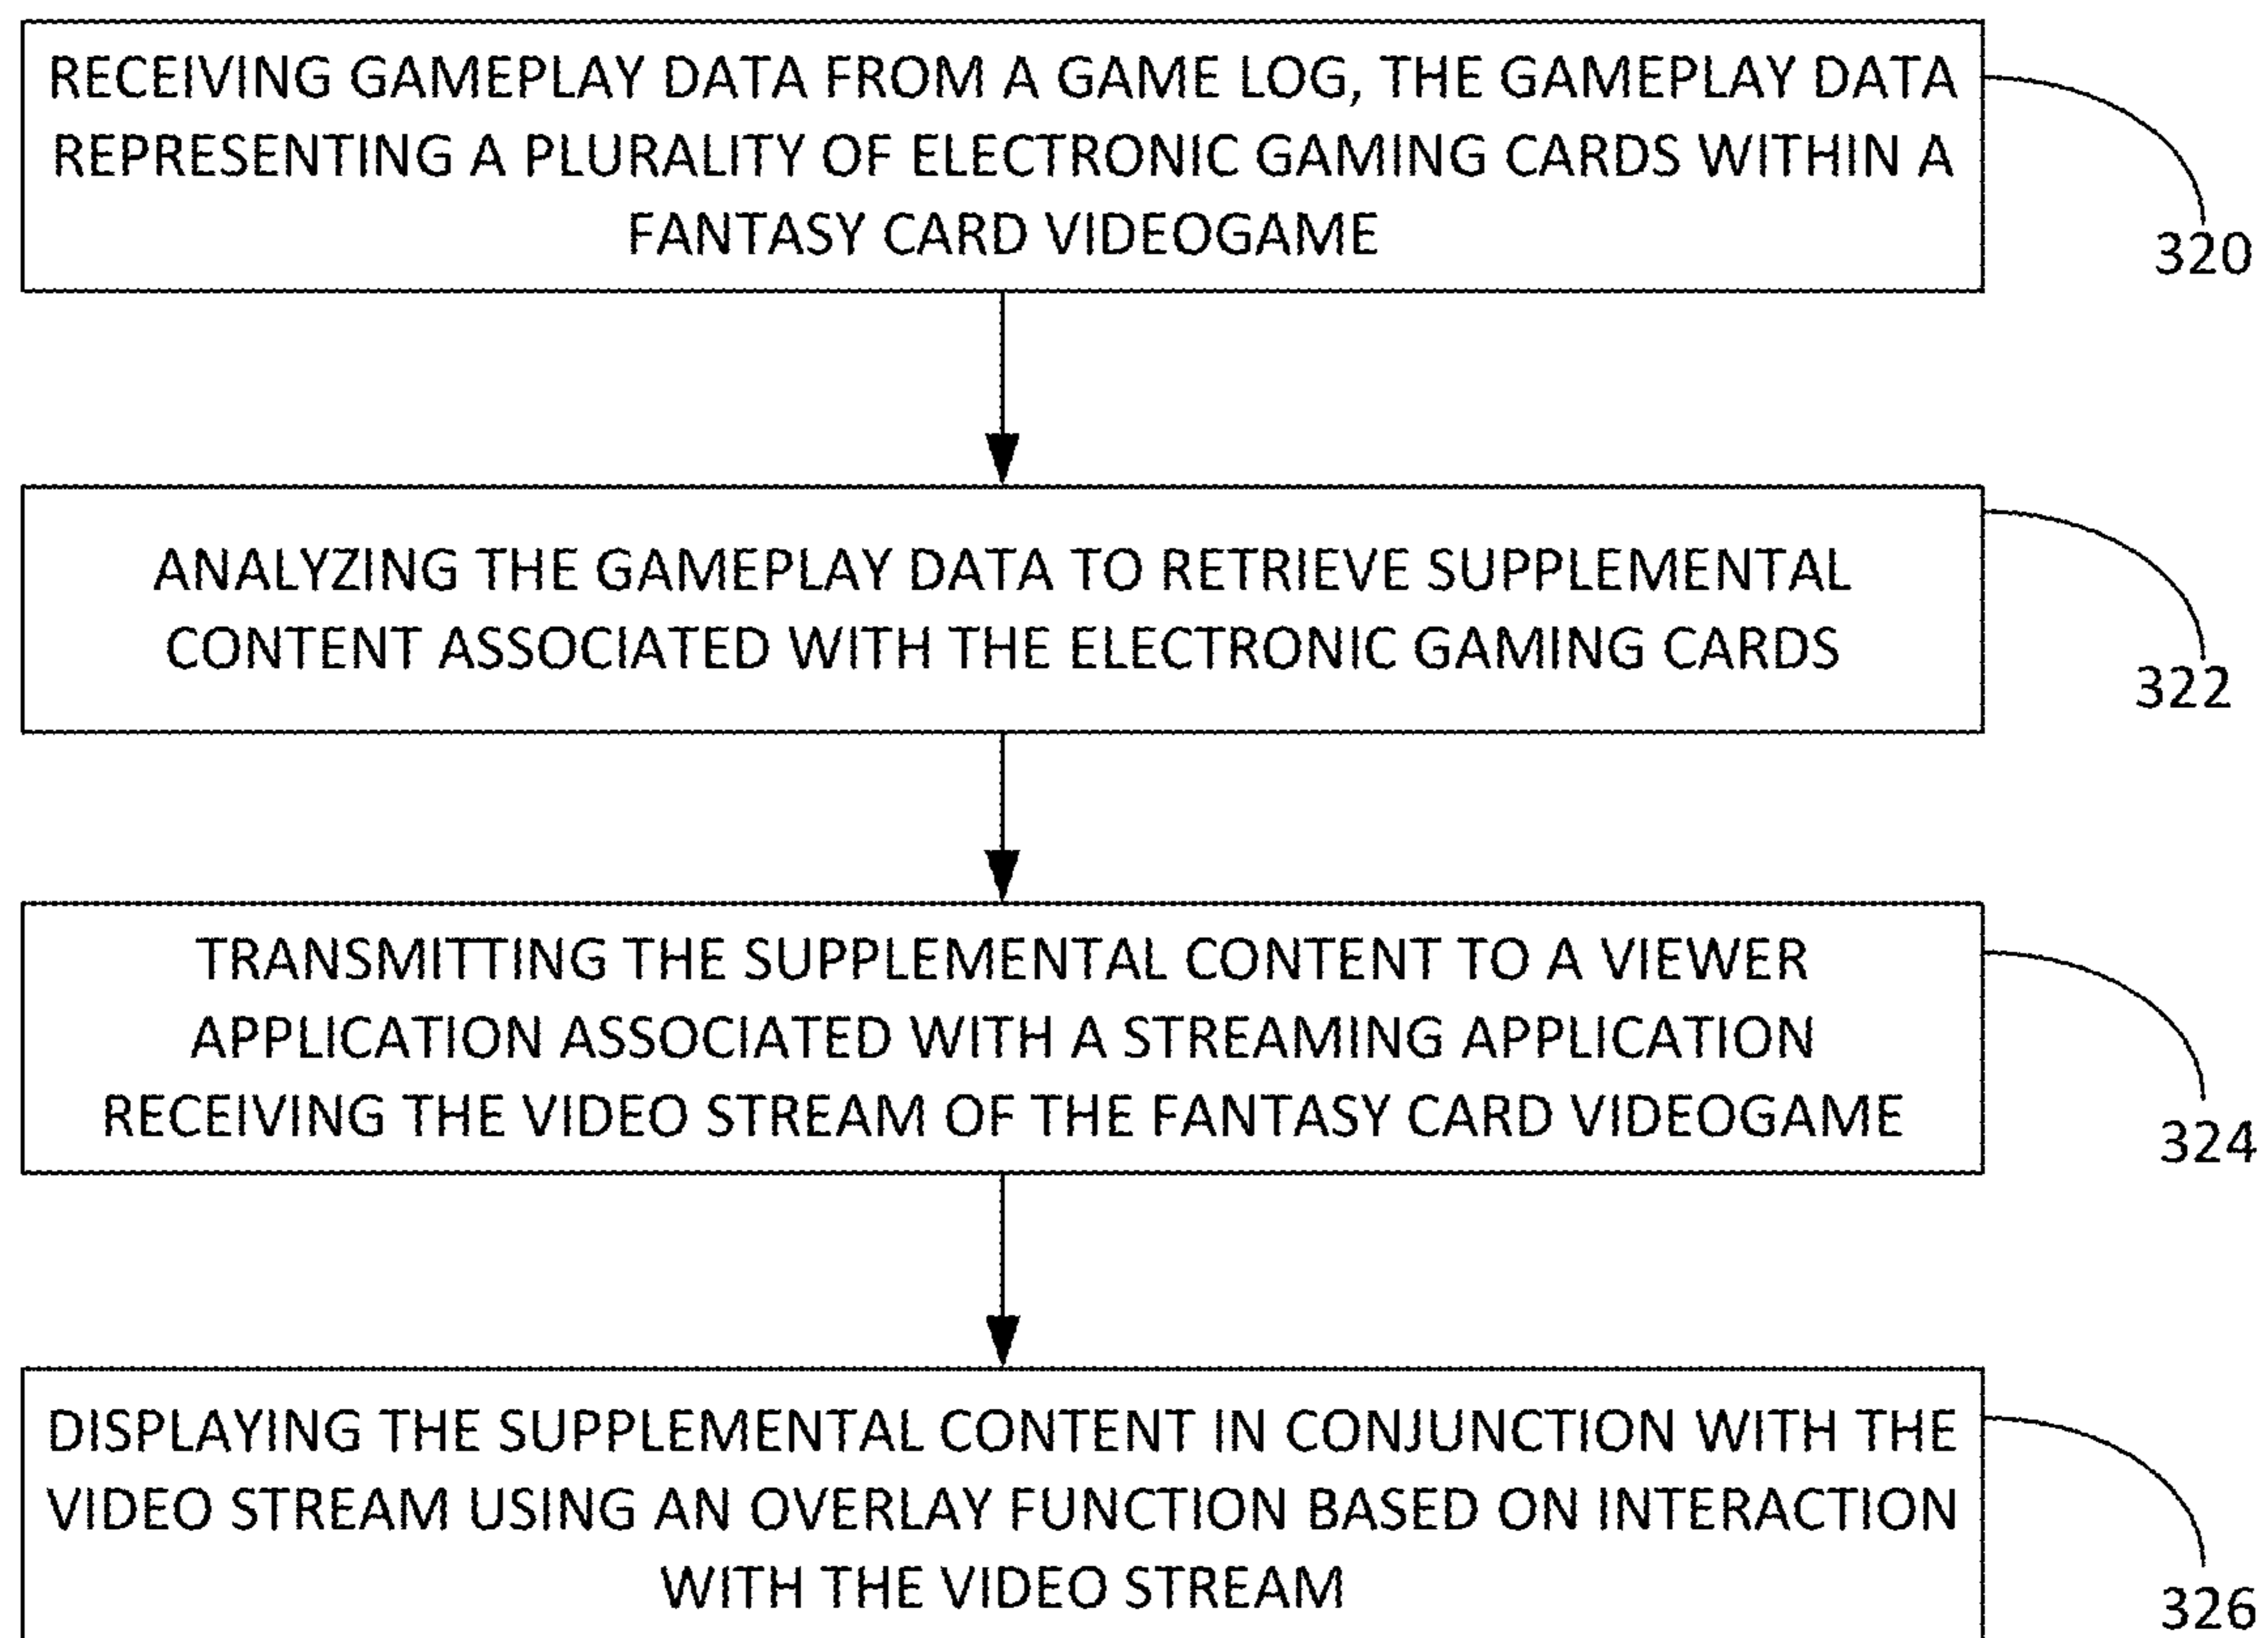 RECEIVING GAMEPLAY DATA FROM A GAME LOG, THE GAMEPLAY DATA
REPRESENTING A PLURALITY OF ELECTRONIC GAMING CARDS WITHIN A
FANTASY CARD VIDEOGAME
320
ANALYZING THE GAMEPLAY DATA TO RETRIEVE SUPPLEMENTAL
CONTENT ASSOCIATED WITH THE ELECTRONIC GAMING CARDS
322
TRANSMITTING THE SUPPLEMENTAL CONTENT TO A VIEWER
APPLICATION ASSOCIATED WITH A STREAMING APPLICATION
RECEIVING THE VIDEO STREAM OF THE FANTASY CARD VIDEOGAME
324
DISPLAYING THE SUPPLEMENTAL CONTENT IN CONJUNCTION WITH THE
VIDEO STREAM USING AN OVERLAY FUNCTION BASED ON INTERACTION
WITH THE VIDEO STREAM
326